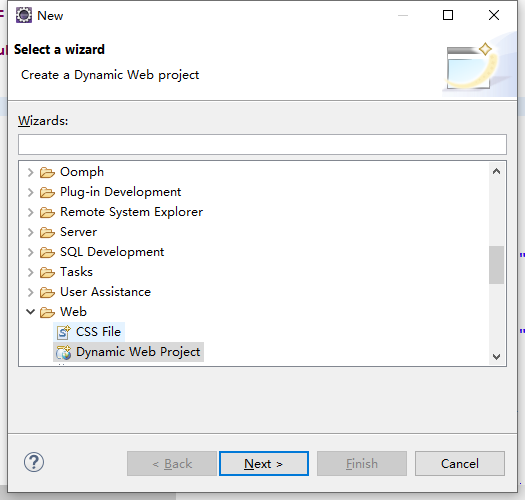 New
Select a wizard
Create a Dynamic Web project
Wizards:
Oomph
Plug-in Development
Remote System Explorer
Server
SQL Development
Tasks
User Assistance
Web
CSS File
Dynamic Web Project
?
< Back
Next >
Finish
Cancel